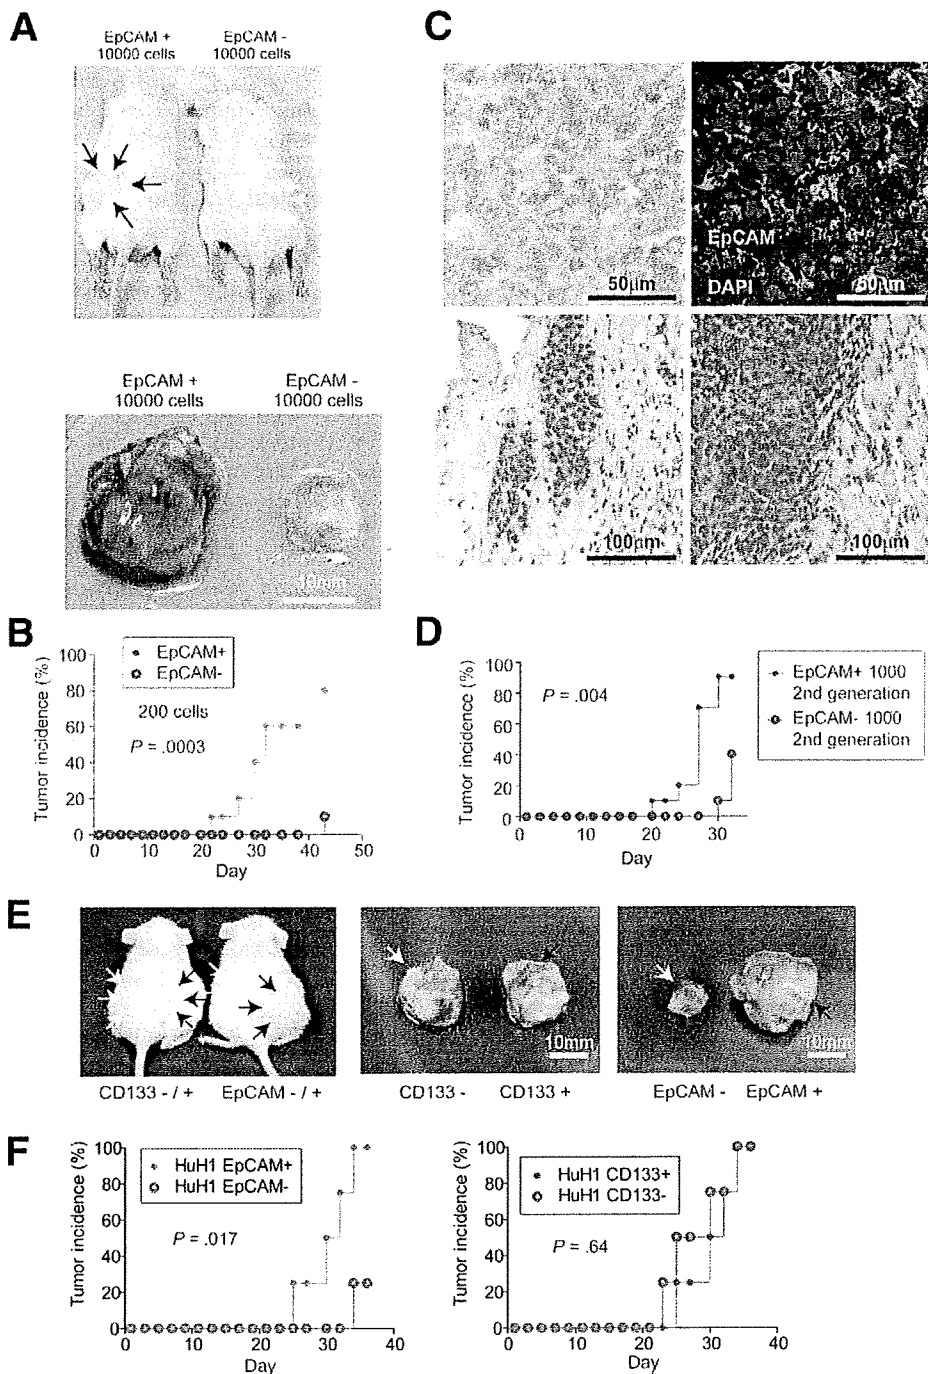 A
EpCAM +
10000 cells
EpCAM -
10000 cells
EpCAM +
10000 cells
EpCAM -
10000 cells
10mm
B
Tumor incidence (%)
100
80
60
40
20
0
EpCAM+
EpCAM-
200 cells
P = .0003
0 10 20 30 40 50
Day
C
50μm
EpCAM
DAPI
50μm
100μm
100μm
D
Tumor incidence (%)
100
80
60
40
20
0
P = .004
0 10 20 30
Day
EpCAM+ 1000
2nd generation
EpCAM- 1000
2nd generation
E
CD133 - / +
EpCAM - / +
10mm
CD133 -
CD133 +
10mm
EpCAM -
EpCAM +
F
Tumor incidence (%)
100
80
60
40
20
0
HuH1 EpCAM+
HuH1 EpCAM-
P = .017
0 10 20 30 40
Day
Tumor incidence (%)
100
80
60
40
20
0
HuH1 CD133+
HuH1 CD133-
P = .64
0 10 20 30 40
Day